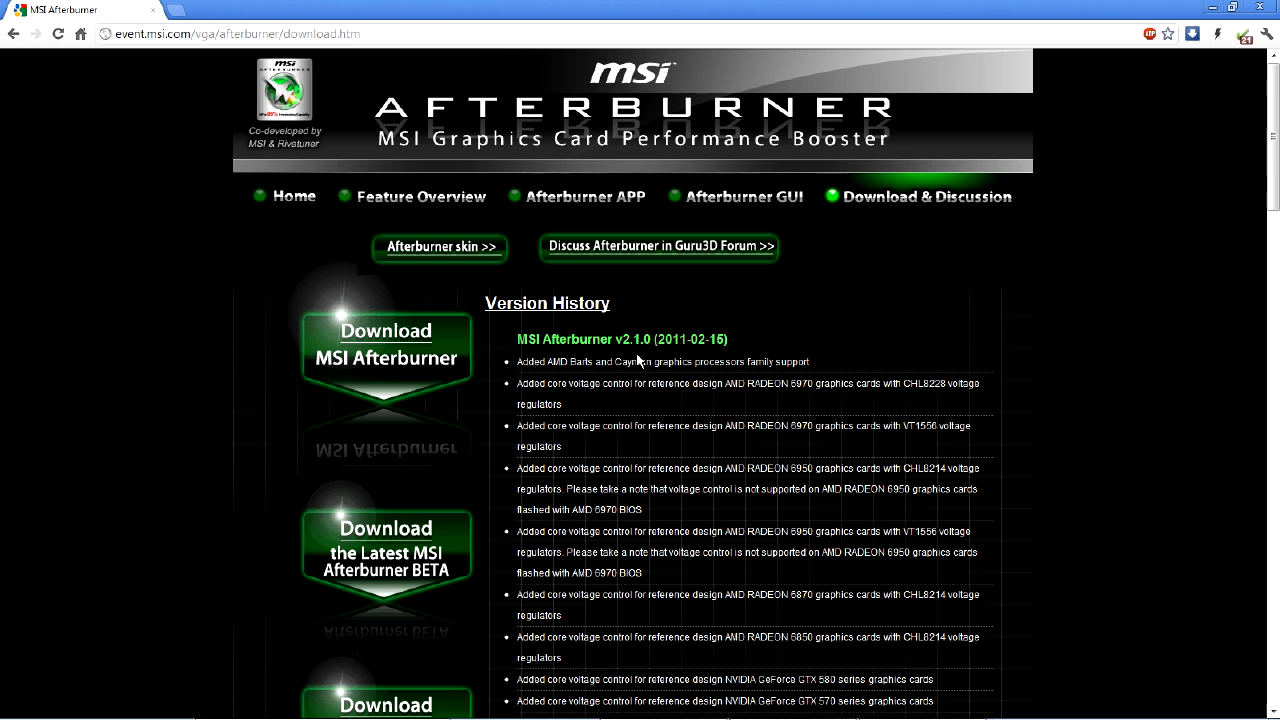 MSI Afterburner
event.msi.com/vga/afterburner/download.htm
ABP
21
msi
AFTERBURNER
MSI Graphics Card Performance Booster
msi
AFTERBURNER
Co-developed by
MSI & Rivatuner
Home
Feature Overview
Afterburner APP
Afterburner GUI
Download & Discussion
Afterburner skin >>
Discuss Afterburner in Guru3D Forum >>
Download
MSI Afterburner
Download
the Latest MSI
Afterburner BETA
Download
Version History
MSI Afterburner v2.1.0 (2011-02-15)
Added AMD Barts and Cayman graphics processors family support
Added core voltage control for reference design AMD RADEON 6970 graphics cards with CHL8228 voltage
regulators
Added core voltage control for reference design AMD RADEON 6970 graphics cards with VT1556 voltage
regulators
Added core voltage control for reference design AMD RADEON 6950 graphics cards with CHL8214 voltage
regulators. Please take a note that voltage control is not supported on AMD RADEON 6950 graphics cards
flashed with AMD 6970 BIOS
Added core voltage control for reference design AMD RADEON 6950 graphics cards with VT1556 voltage
regulators. Please take a note that voltage control is not supported on AMD RADEON 6950 graphics cards
flashed with AMD 6970 BIOS
Added core voltage control for reference design AMD RADEON 6870 graphics cards with CHL8214 voltage
regulators
Added core voltage control for reference design AMD RADEON 6850 graphics cards with CHL8214 voltage
regulators
Added core voltage control for reference design NVIDIA GeForce GTX 580 series graphics cards
Added core voltage control for reference design NVIDIA GeForce GTX 570 series graphics cards